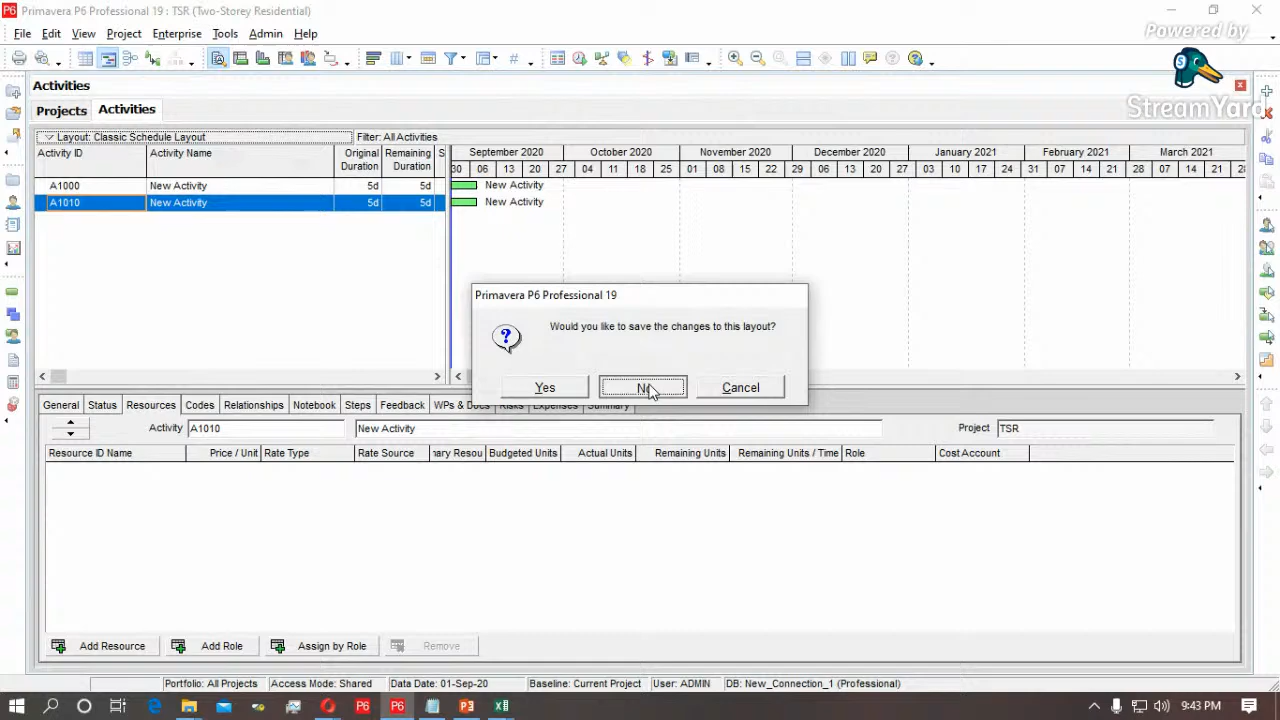 Primavera P6 Professional 19 : TSR (Two-Storey Residential)
File Edit View Project Enterprise Tools Admin Help
Powered by
StreamYard
Activities
Projects Activities
Layout: Classic Schedule Layout Filter: All Activities
Activity ID Activity Name Original Duration Remaining Duration S
September 2020 October 2020 November 2020 December 2020 January 2021 February 2021 March 2021
30 06 13 20 27 04 11 18 25 01 08 15 22 29 06 13 20 27 03 10 17 24 31 07 14 21 28 07 14 21 28
A1000 New Activity 5d 5d New Activity
A1010 New Activity 5d 5d New Activity
Primavera P6 Professional 19
Would you like to save the changes to this layout?
Yes No Cancel
General Status Resources Codes Relationships Notebook Steps Feedback WPs & Docs Risks Expenses Summary
Activity A1010 New Activity Project TSR
Resource ID Name Price / Unit Rate Type Rate Source nary Resou Budgeted Units Actual Units Remaining Units Remaining Units / Time Role Cost Account
Add Resource Add Role Assign by Role Remove
Portfolio: All Projects Access Mode: Shared Data Date: 01-Sep-20 Baseline: Current Project User: ADMIN DB: New_Connection_1 (Professional)
9:43 PM